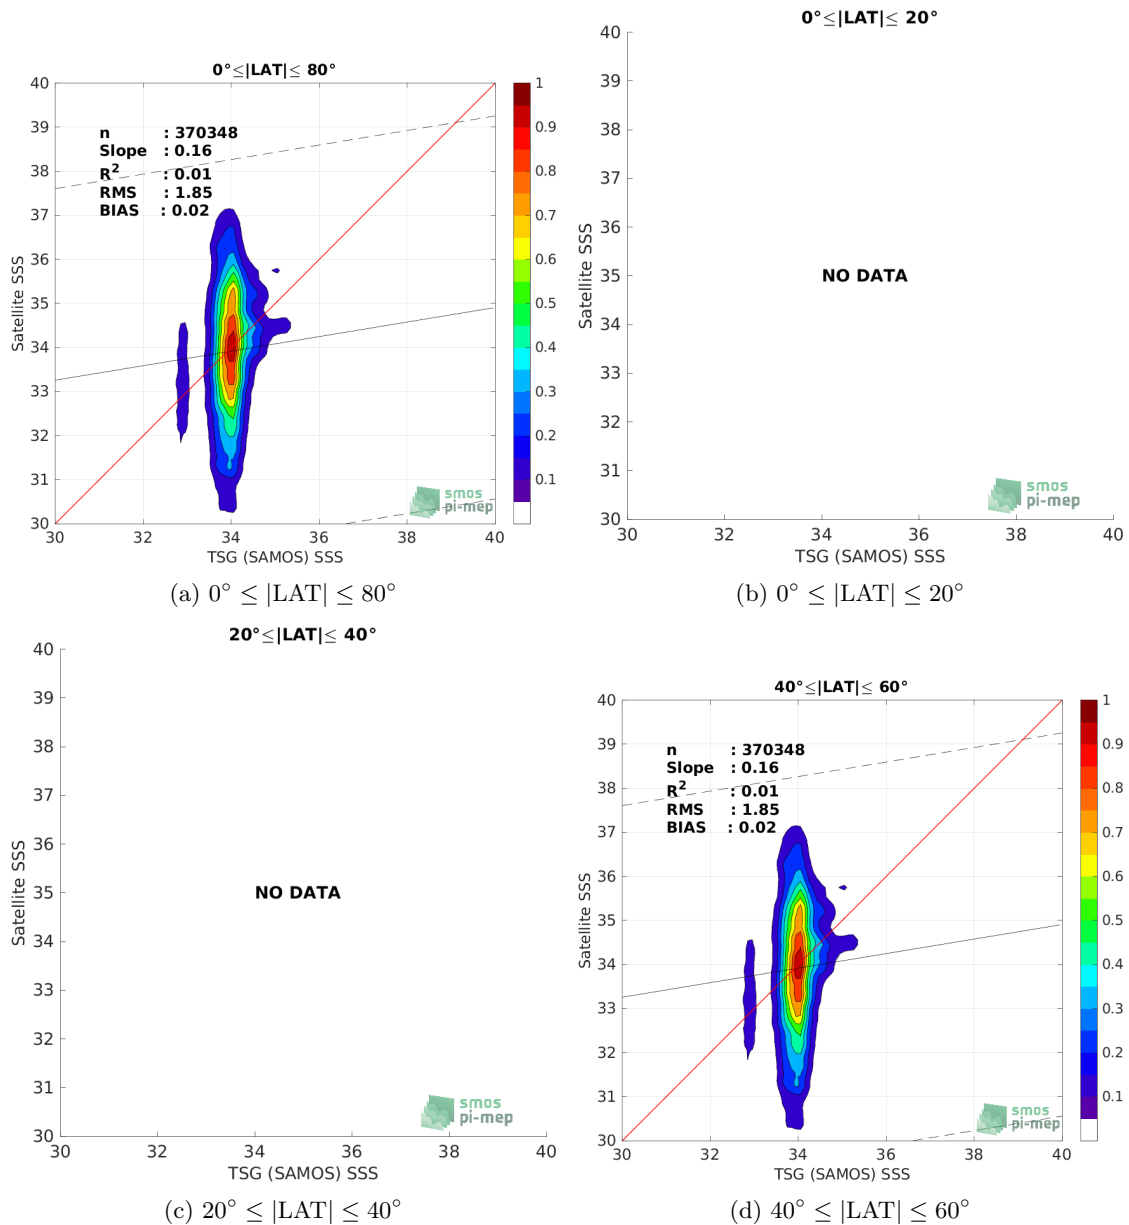 0°≤|LAT|≤ 80°
40
39
38
37
36
35
34
33
32
31
30
Satellite SSS
n : 370348
Slope : 0.16
R² : 0.01
RMS : 1.85
BIAS : 0.02
smos
pi-mep
30 32 34 36 38 40
TSG (SAMOS) SSS
1
0.9
0.8
0.7
0.6
0.5
0.4
0.3
0.2
0.1
(a) 0° ≤ |LAT| ≤ 80°
0°≤|LAT|≤ 20°
40
39
38
37
36
35
34
33
32
31
30
Satellite SSS
NO DATA
smos
pi-mep
30 32 34 36 38 40
TSG (SAMOS) SSS
(b) 0° ≤ |LAT| ≤ 20°
20°≤|LAT|≤ 40°
40
39
38
37
36
35
34
33
32
31
30
Satellite SSS
NO DATA
smos
pi-mep
30 32 34 36 38 40
TSG (SAMOS) SSS
(c) 20° ≤ |LAT| ≤ 40°
40°≤|LAT|≤ 60°
40
39
38
37
36
35
34
33
32
31
30
Satellite SSS
n : 370348
Slope : 0.16
R² : 0.01
RMS : 1.85
BIAS : 0.02
smos
pi-mep
30 32 34 36 38 40
TSG (SAMOS) SSS
1
0.9
0.8
0.7
0.6
0.5
0.4
0.3
0.2
0.1
(d) 40° ≤ |LAT| ≤ 60°